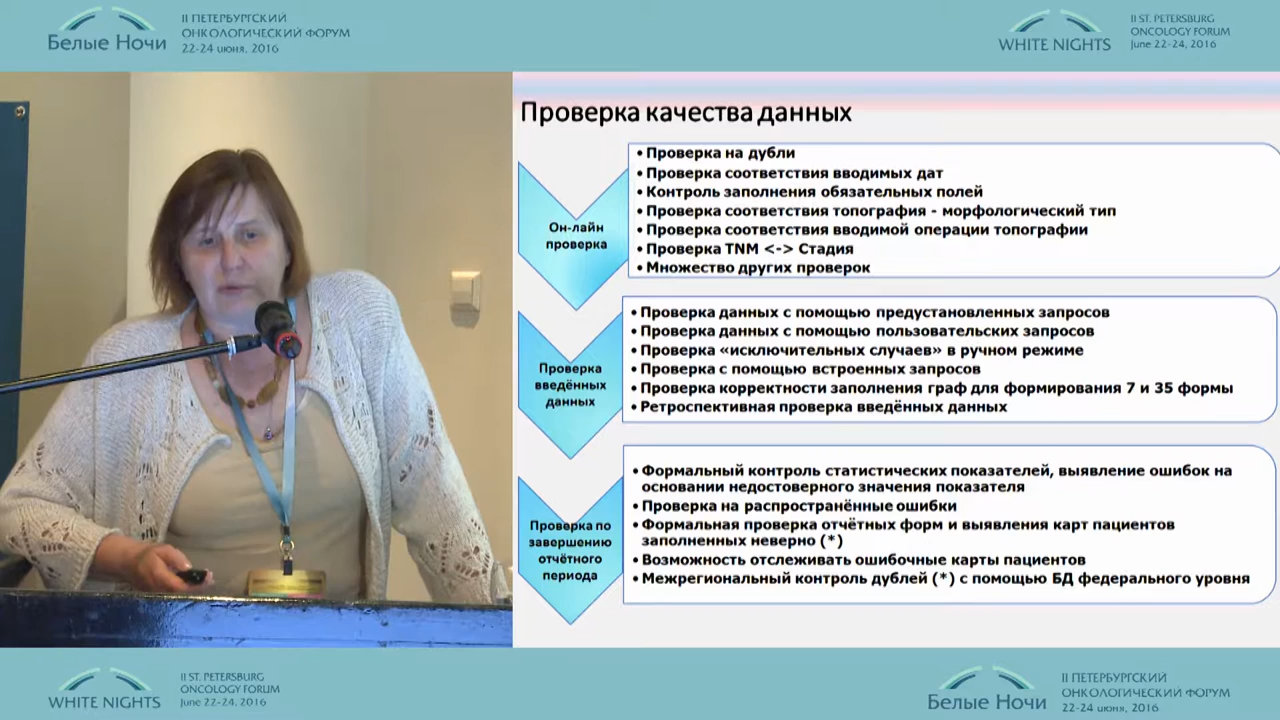 II ПЕТЕРБУРГСКИЙ
ОНКОЛОГИЧЕСКИЙ ФОРУМ
Белые Ночи
22-24 июня, 2016
II ST. PETERSBURG
ONCOLOGY FORUM
WHITE NIGHTS
June 22-24, 2016
Проверка качества данных
Он-лайн
проверка
• Проверка на дубли
• Проверка соответствия вводимых дат
• Контроль заполнения обязательных полей
• Проверка соответствия топография - морфологический тип
• Проверка соответствия вводимой операции топографии
• Проверка TNM <-> Стадия
• Множество других проверок
Проверка
введённых
данных
• Проверка данных с помощью предустановленных запросов
• Проверка данных с помощью пользовательских запросов
• Проверка «исключительных случаев» в ручном режиме
• Проверка с помощью встроенных запросов
• Проверка корректности заполнения граф для формирования 7 и 35 формы
• Ретроспективная проверка введённых данных
Проверка по
завершению
отчётного
периода
• Формальный контроль статистических показателей, выявление ошибок на
основании недостоверного значения показателя
• Проверка на распространённые ошибки
• Формальная проверка отчётных форм и выявления карт пациентов
заполненных неверно (*)
• Возможность отслеживать ошибочные карты пациентов
• Межрегиональный контроль дублей (*) с помощью БД федерального уровня
II ST. PETERSBURG
ONCOLOGY FORUM
WHITE NIGHTS
June 22-24, 2016
II ПЕТЕРБУРГСКИЙ
ОНКОЛОГИЧЕСКИЙ ФОРУМ
Белые Ночи
22-24 июня, 2016